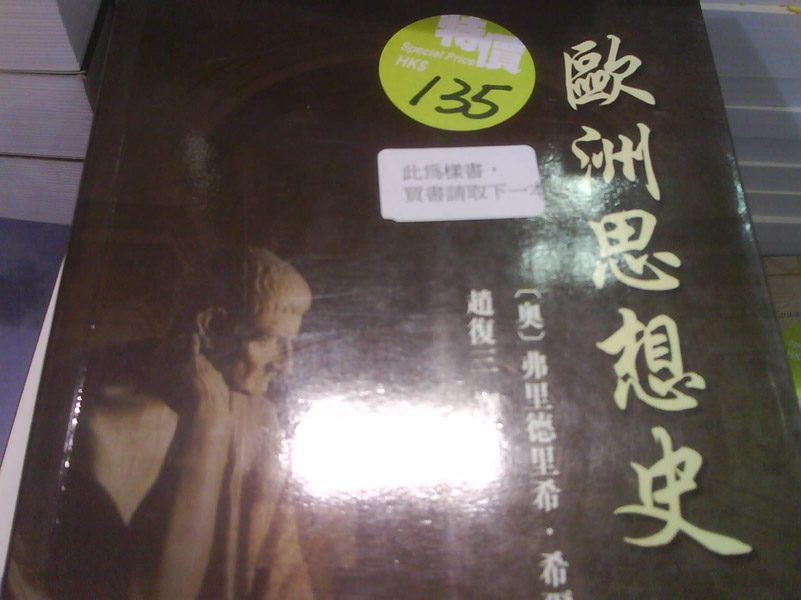 特價
Special Price
HK$
135
此為樣書，
買書請取下一本
歐洲思想史
〔奧〕弗里德里希·希
趙復三